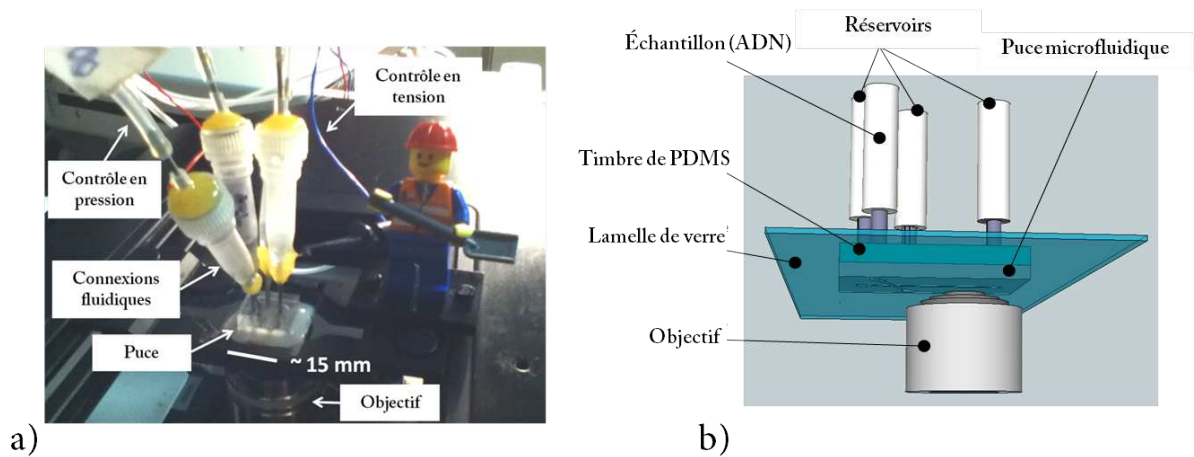 Contrôle en
tension
Contrôle en
pression
Connexions
fluidiques
Puce
~ 15 mm
Objectif
a)
Réservoirs
Échantillon (ADN)
Puce microfluidique
Timbre de PDMS
Lamelle de verre
Objectif
b)